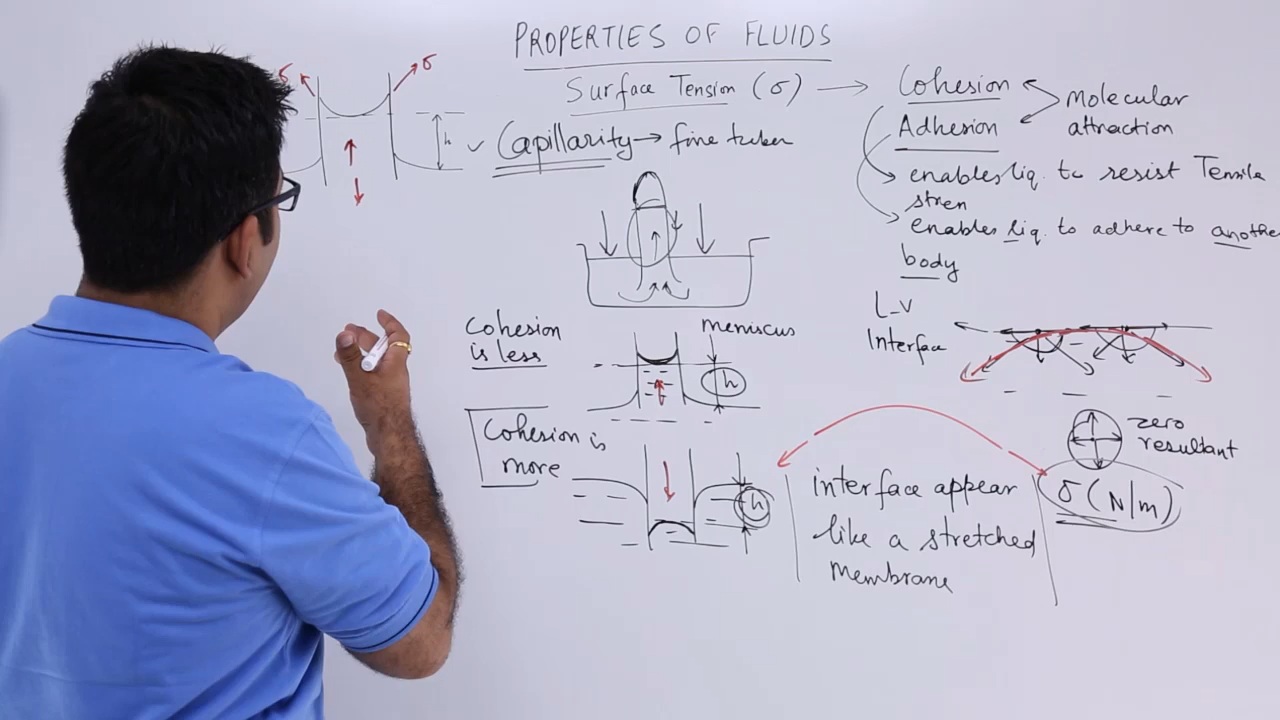 PROPERTIES OF FLUIDS
Surface Tension (σ) → Cohesion
Adhesion
Molecular
attraction
Capillarity → fine tuber
enables liq. to resist Tensile
stren
enables liq. to adhere to another
body
σ
h
Cohesion
is less
meniscus
h
L-V
Interface
Cohesion is
more
h
zero
resultant
interface appear
like a stretched
membrane
σ (N/m)